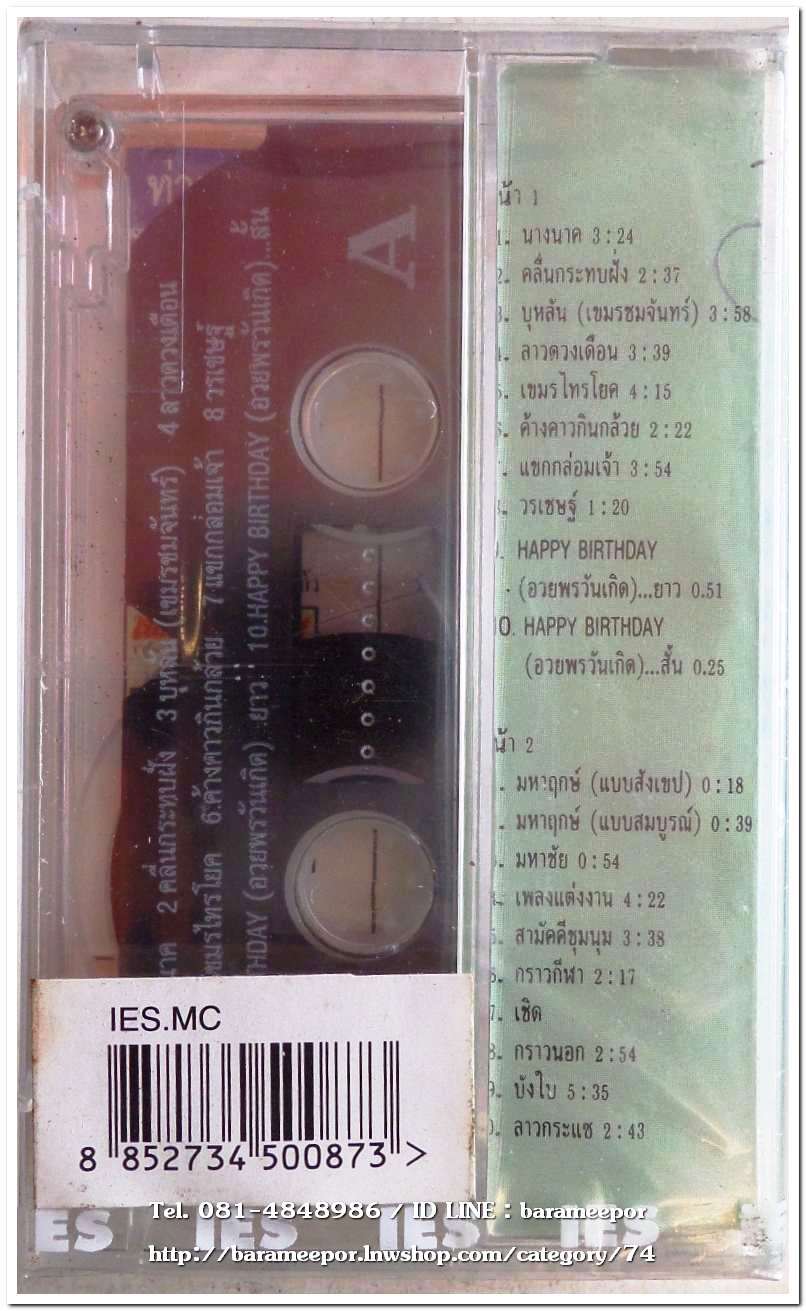 ท่า
A
นาค 2 คลื่นกระทบฝั่ง 3 บุหลัน (เขมรชมจันทร์) 4 ลาวดวงเดือน
เขมรไทรโยค 6.ค้างคาวกินกล้วย 7 แขกกล่อมเจ้า 8 วรเชษฐ์
THDAY (อวยพรวันเกิด)...ยาว 10.HAPPY BIRTHDAY (อวยพรวันเกิด)...สั้น
น้า 1
1. นางนาค 3:24
2. คลื่นกระทบฝั่ง 2:37
3. บุหลัน (เขมรชมจันทร์) 3:58
4. ลาวดวงเดือน 3:39
5. เขมรไทรโยค 4:15
6. ค้างคาวกินกล้วย 2:22
7. แขกกล่อมเจ้า 3:54
8. วรเชษฐ์ 1:20
9. HAPPY BIRTHDAY
(อวยพรวันเกิด)...ยาว 0.51
10. HAPPY BIRTHDAY
(อวยพรวันเกิด)...สั้น 0.25
น้า 2
. มหาฤกษ์ (แบบสังเขป) 0:18
. มหาฤกษ์ (แบบสมบูรณ์) 0:39
. มหาชัย 0:54
4. เพลงแต่งงาน 4:22
5. สามัคคีชุมนุม 3:38
6. กราวกีฬา 2:17
7. เชิด
8. กราวนอก 2:54
9. บังใบ 5:35
0. ลาวกระแซ 2:43
IES.MC
8 852734 500873 >
IES IES IES IES
Tel. 081-4848986 / ID LINE : barameepor
http://barameepor.lnwshop.com/category/74